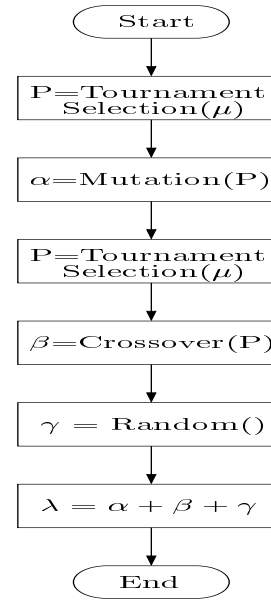 Start
P=Tournament
Selection(μ)
α=Mutation(P)
P=Tournament
Selection(μ)
β=Crossover(P)
γ = Random()
λ = α + β + γ
End